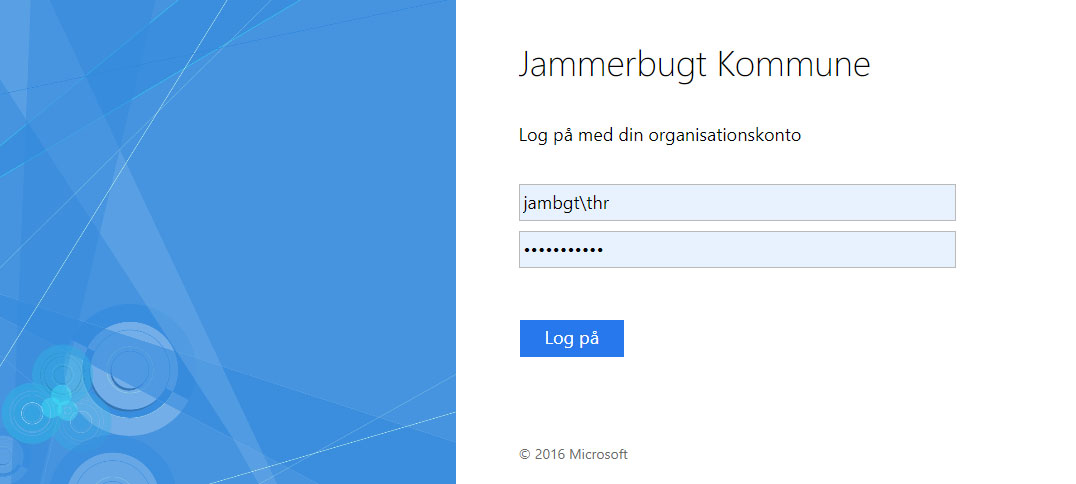 Jammerbugt Kommune
Log på med din organisationskonto
jambgt\thr
•••••••••••
Log på
© 2016 Microsoft